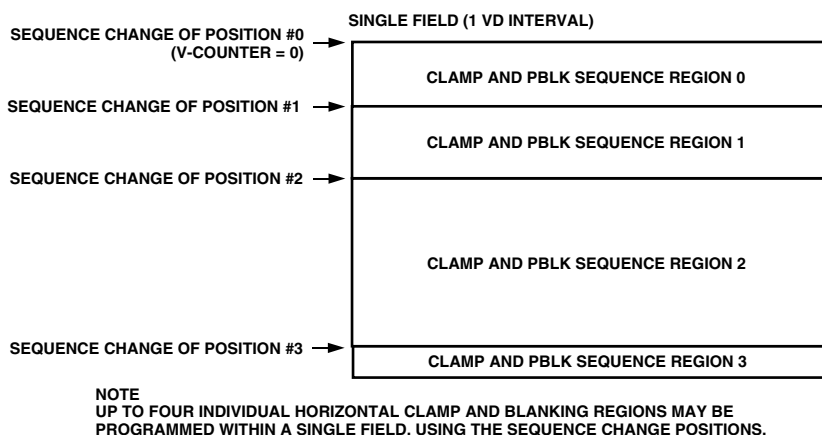 SINGLE FIELD (1 VD INTERVAL)
SEQUENCE CHANGE OF POSITION #0
(V-COUNTER = 0)
CLAMP AND PBLK SEQUENCE REGION 0
SEQUENCE CHANGE OF POSITION #1
CLAMP AND PBLK SEQUENCE REGION 1
SEQUENCE CHANGE OF POSITION #2
CLAMP AND PBLK SEQUENCE REGION 2
SEQUENCE CHANGE OF POSITION #3
CLAMP AND PBLK SEQUENCE REGION 3
NOTE
UP TO FOUR INDIVIDUAL HORIZONTAL CLAMP AND BLANKING REGIONS MAY BE
PROGRAMMED WITHIN A SINGLE FIELD, USING THE SEQUENCE CHANGE POSITIONS.